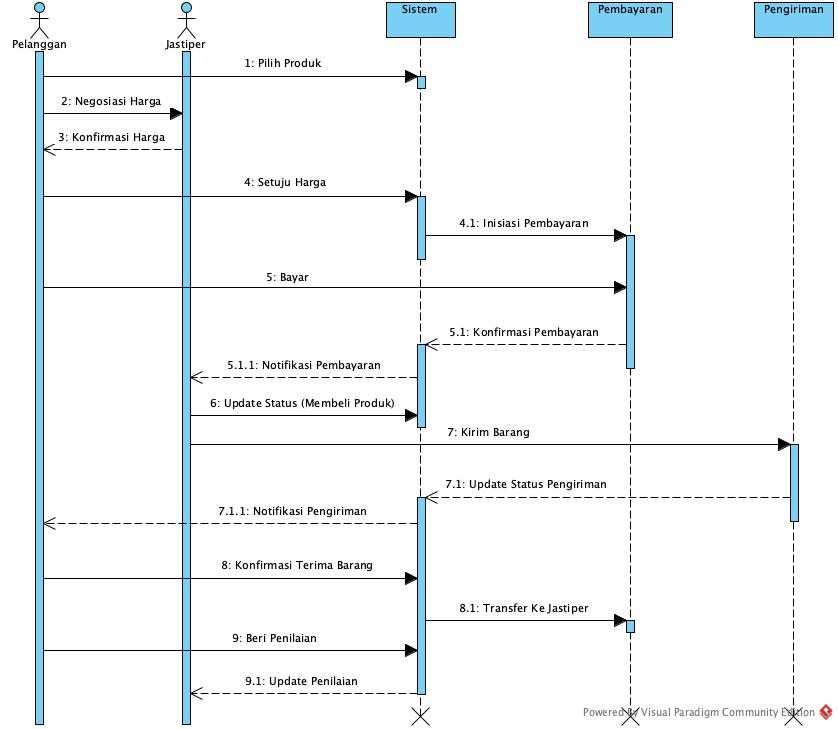 Sistem
Pembayaran
Pengiriman
Pelanggan
Jastiper
1: Pilih Produk
2: Negosiasi Harga
3: Konfirmasi Harga
4: Setuju Harga
4.1: Inisiasi Pembayaran
5: Bayar
5.1: Konfirmasi Pembayaran
5.1.1: Notifikasi Pembayaran
6: Update Status (Membeli Produk)
7: Kirim Barang
7.1: Update Status Pengiriman
7.1.1: Notifikasi Pengiriman
8: Konfirmasi Terima Barang
8.1: Transfer Ke Jastiper
9: Beri Penilaian
9.1: Update Penilaian
Powered By Visual Paradigm Community Edition